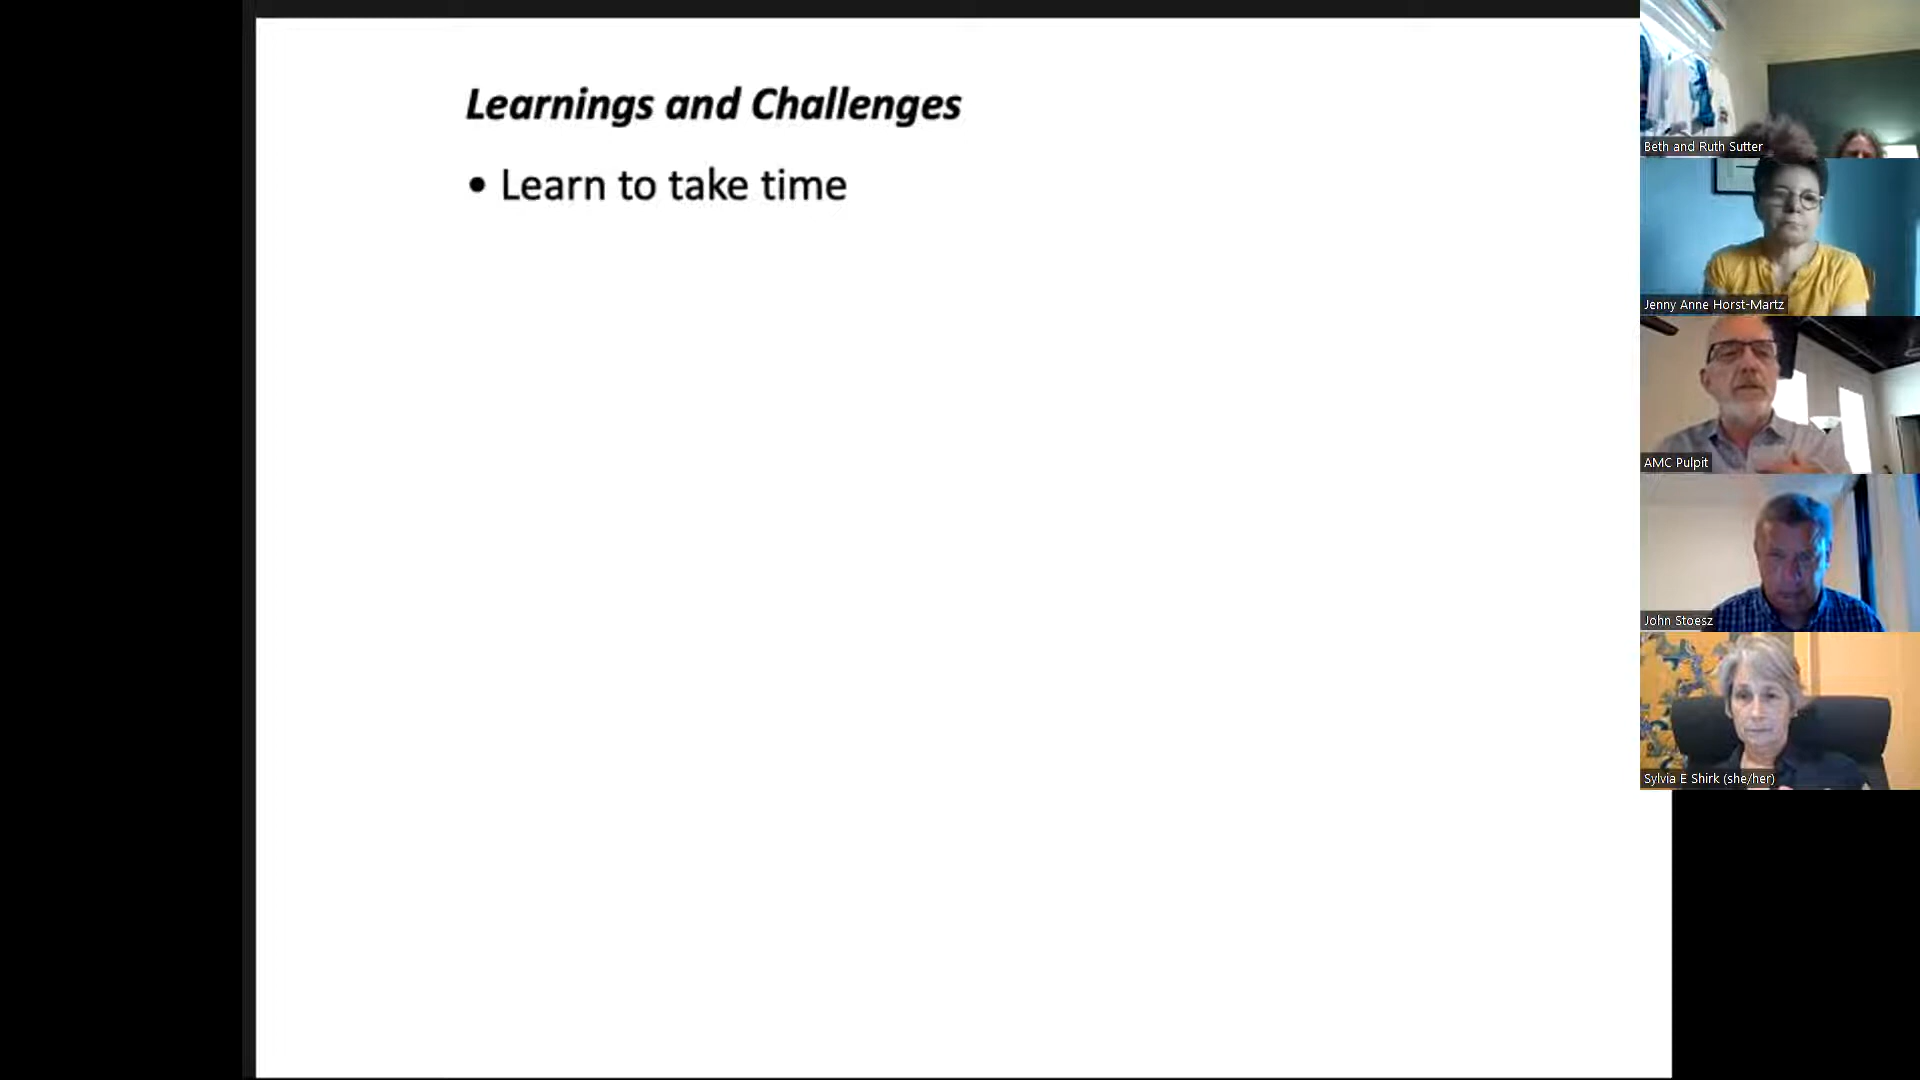 Learnings and Challenges
• Learn to take time
Beth and Ruth Sutter
Jenny Anne Horst-Martz
AMC Pulpit
John Stoesz
Sylvia E Shirk (she/her)